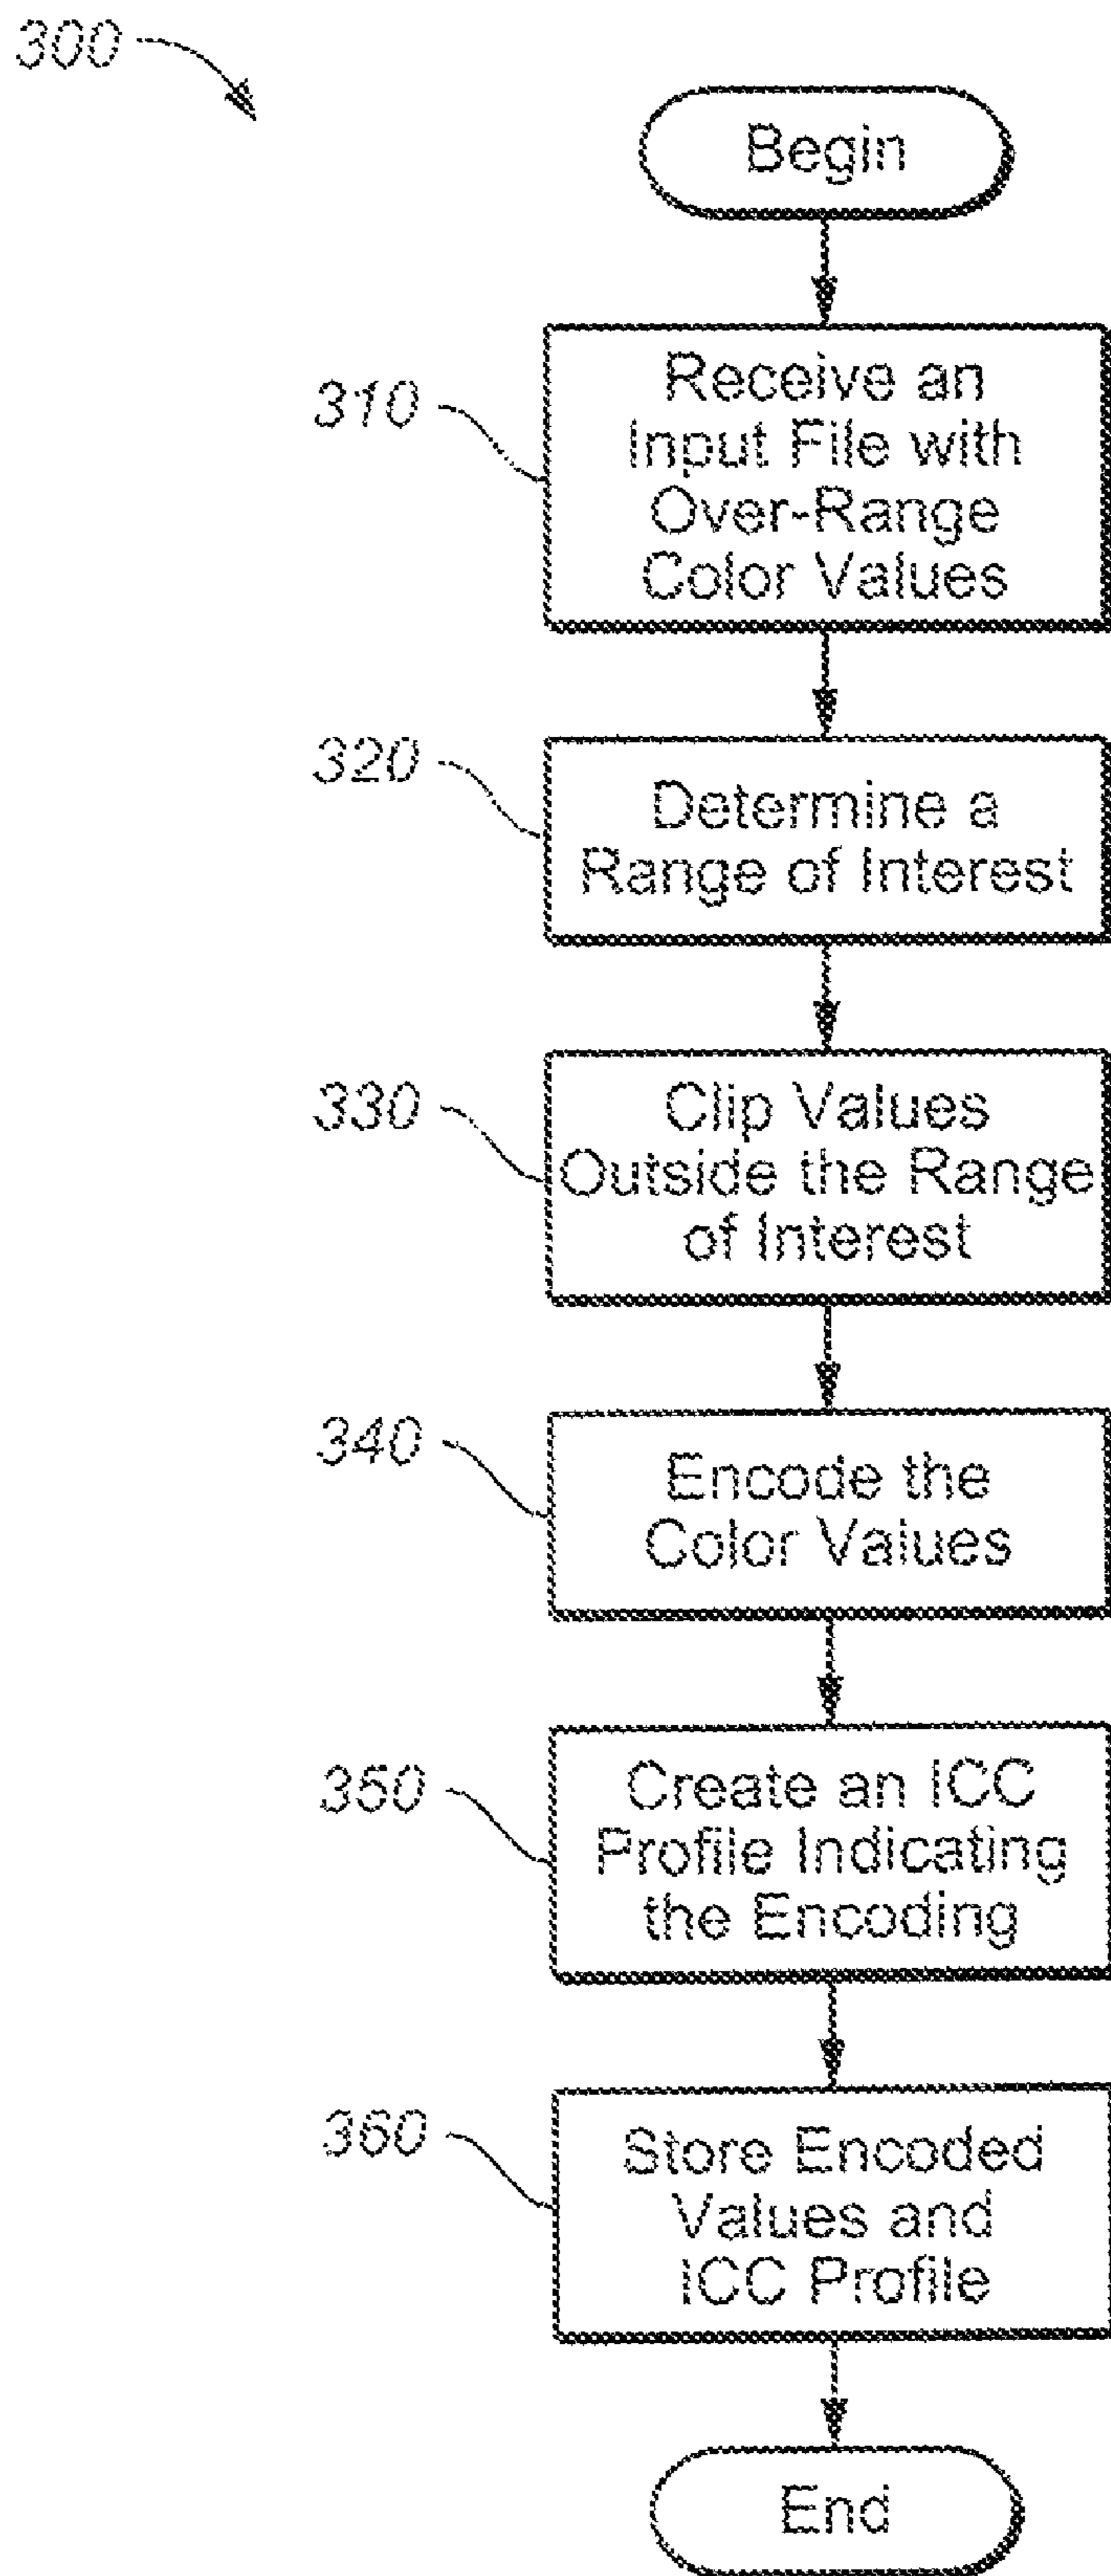 300
Begin
310
Receive an
Input File with
Over-Range
Color Values
320
Determine a
Range of Interest
330
Clip Values
Outside the Range
of Interest
340
Encode the
Color Values
350
Create an ICC
Profile Indicating
the Encoding
360
Store Encoded
Values and
ICC Profile
End